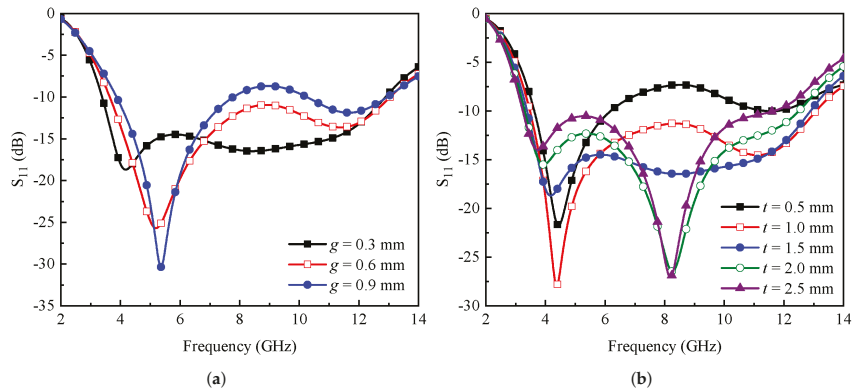 0
-5
-10
-15
-20
-25
-30
-35
S11 (dB)
2
4
6
8
10
12
14
Frequency (GHz)
g = 0.3 mm
g = 0.6 mm
g = 0.9 mm
(a)
0
-5
-10
-15
-20
-25
-30
S11 (dB)
2
4
6
8
10
12
14
Frequency (GHz)
t = 0.5 mm
t = 1.0 mm
t = 1.5 mm
t = 2.0 mm
t = 2.5 mm
(b)